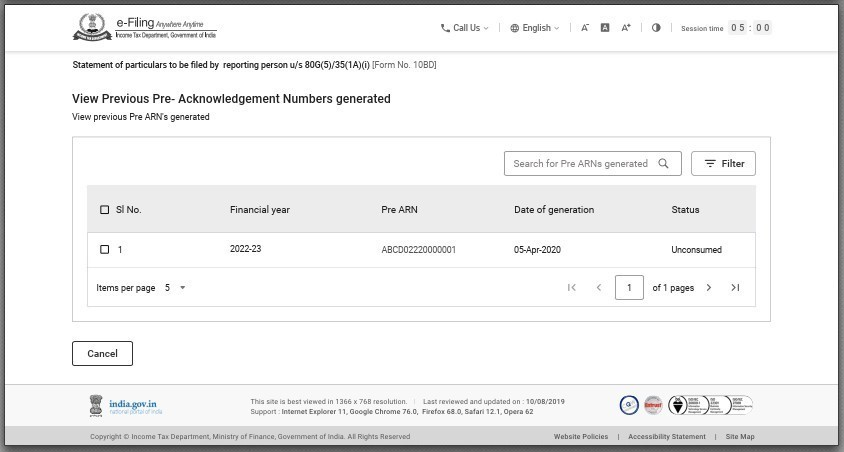 e-Filing Anywhere Anytime
Income Tax Department, Government of India
Call Us
English
A-
A
A+
Session time 0 5 : 0 0
Statement of particulars to be filed by reporting person u/s 80G(5)/35(1A)(i) [Form No. 10BD]
View Previous Pre- Acknowledgement Numbers generated
View previous Pre ARN's generated
Search for Pre ARNs generated
Filter
Sl No. Financial year Pre ARN Date of generation Status
1 2022-23 ABCD02220000001 05-Apr-2020 Unconsumed
Items per page 5
1 of 1 pages
Cancel
india.gov.in
national portal of india
This site is best viewed in 1366 x 768 resolution. | Last reviewed and updated on : 10/08/2019
Support : Internet Explorer 11, Google Chrome 76.0, Firefox 68.0, Safari 12.1, Opera 62
Entrust
Copyright © Income Tax Department, Ministry of Finance, Government of India. All Rights Reserved
Website Policies | Accessibility Statement | Site Map